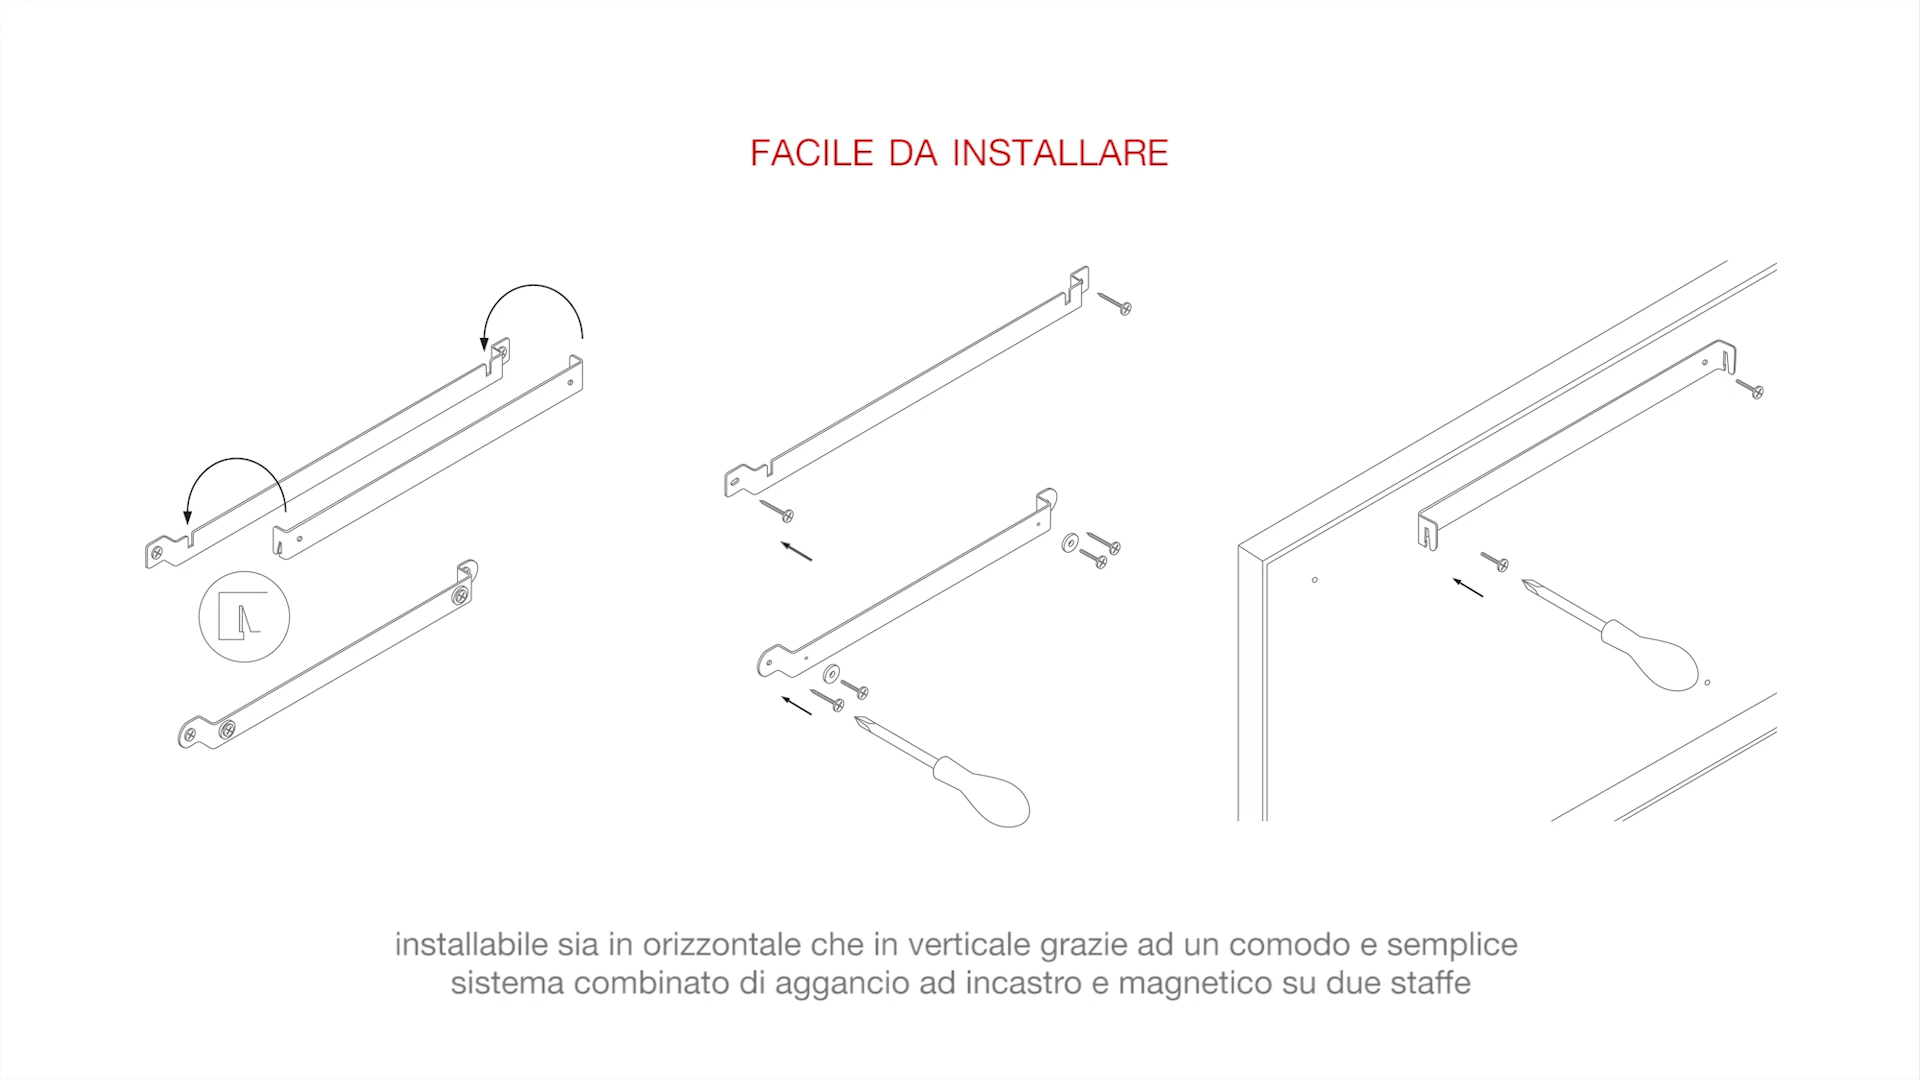 FACILE DA INSTALLARE
installabile sia in orizzontale che in verticale grazie ad un comodo e semplice
sistema combinato di aggancio ad incastro e magnetico su due staffe